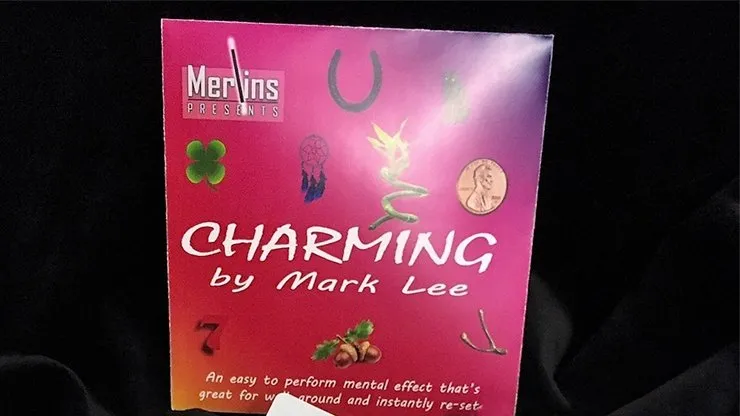 Merlins
PRESENTS
CHARMING
by Mark Lee
7
An easy to perform mental effect that's
great for around and instantly re-set